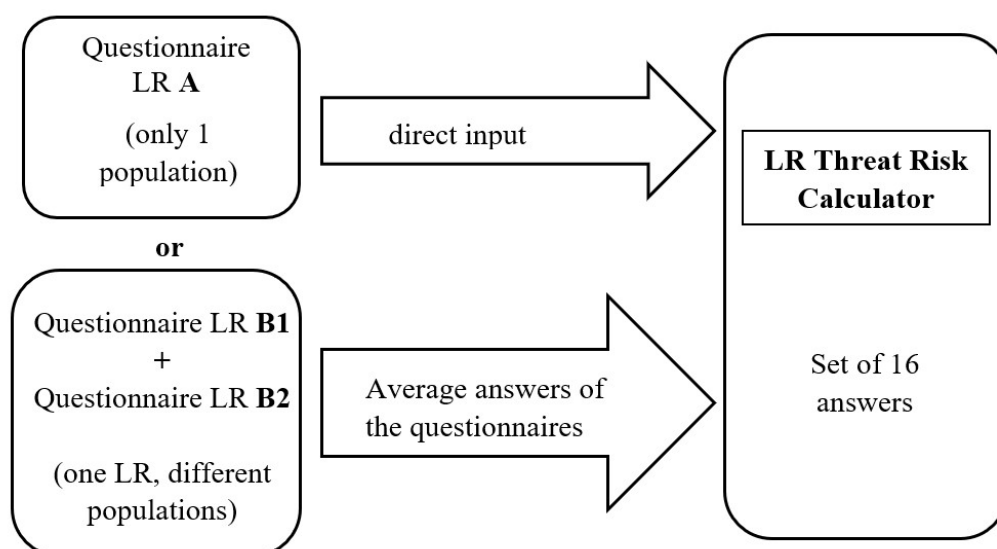 Questionnaire
LR A
(only 1
population)
direct input
or
Questionnaire LR B1
+
Questionnaire LR B2
(one LR, different
populations)
Average answers of
the questionnaires
LR Threat Risk
Calculator
Set of 16
answers